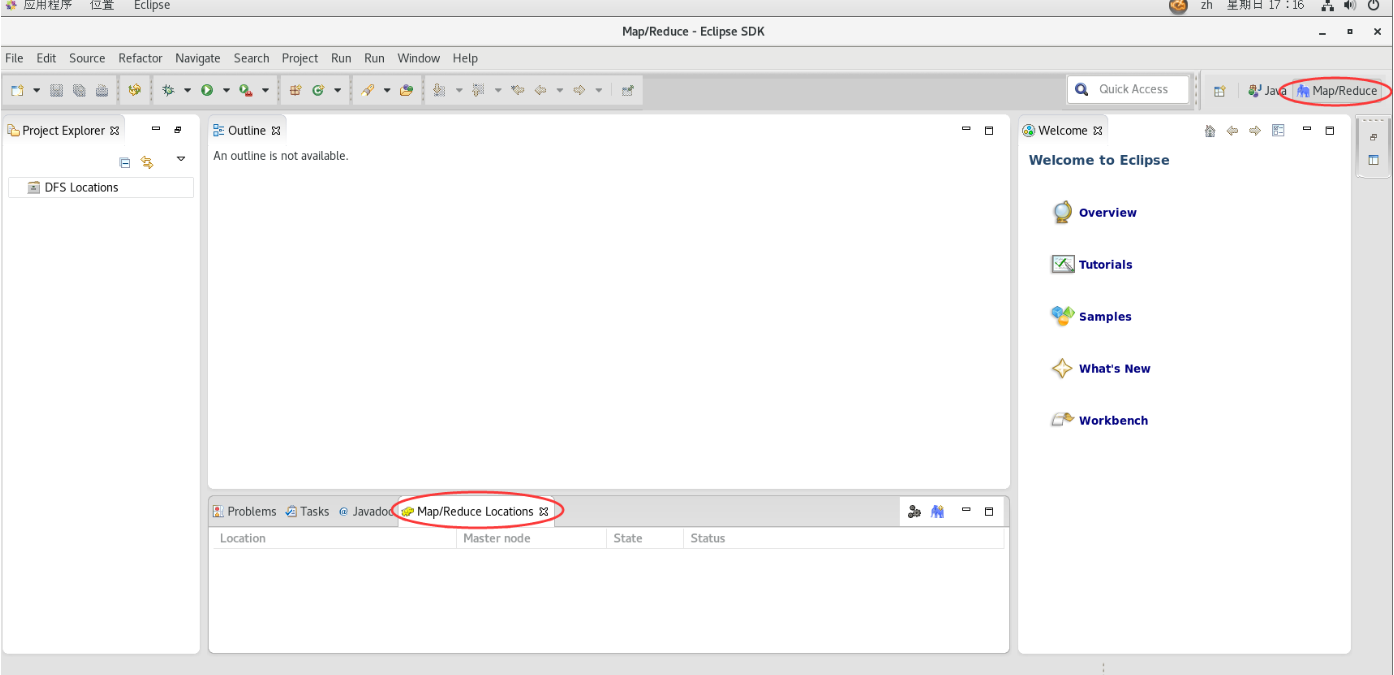 应用程序 位置 Eclipse zh 星期日 17：16
Map/Reduce - Eclipse SDK
File Edit Source Refactor Navigate Search Project Run Run Window Help
Quick Access Java Map/Reduce
Project Explorer Outline Welcome
An outline is not available. Welcome to Eclipse
DFS Locations
Overview
Tutorials
Samples
What's New
Workbench
Problems Tasks @ Javadoc Map/Reduce Locations
Location Master node State Status